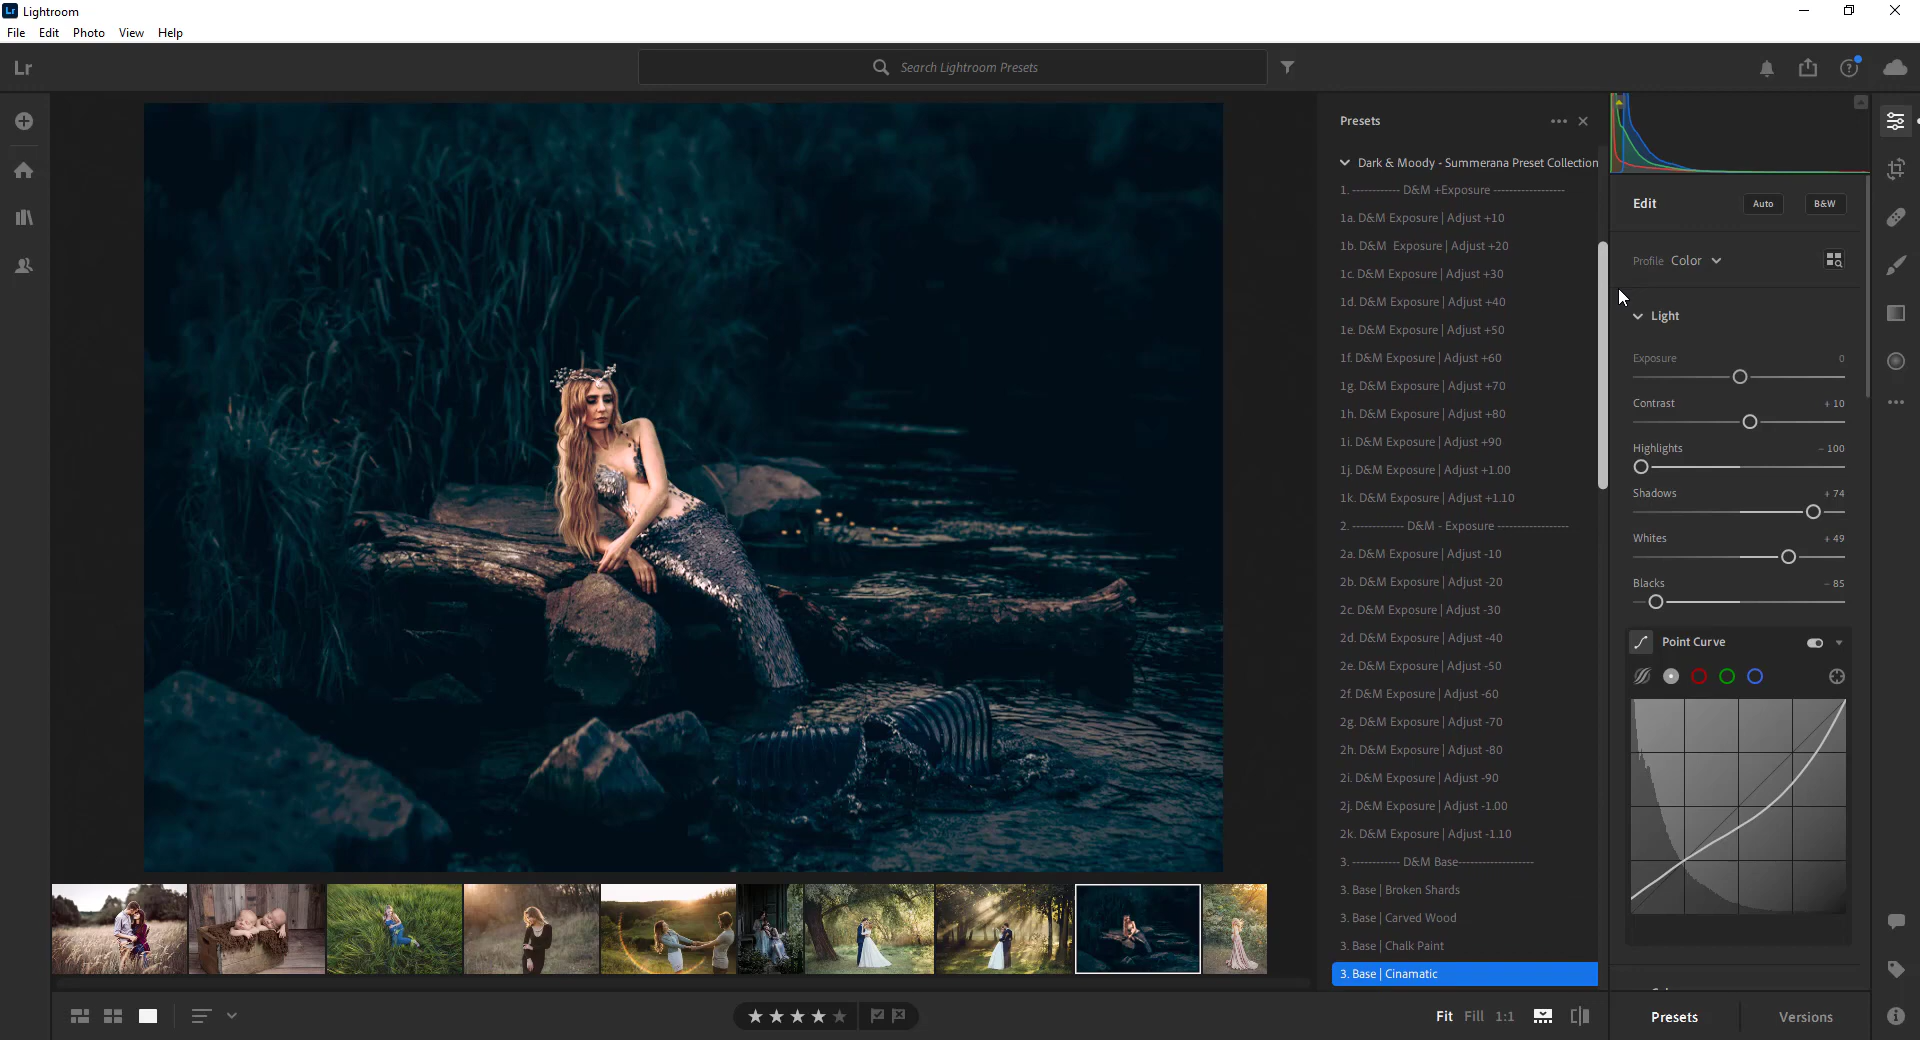 Lr Lightroom
File Edit Photo View Help
Lr
Search Lightroom Presets
Presets
Dark & Moody - Summerana Preset Collection
1. ------------ D&M +Exposure ------------------
1a. D&M Exposure | Adjust +10
1b. D&M Exposure | Adjust +20
1c. D&M Exposure | Adjust +30
1d. D&M Exposure | Adjust +40
1e. D&M Exposure | Adjust +50
1f. D&M Exposure | Adjust +60
1g. D&M Exposure | Adjust +70
1h. D&M Exposure | Adjust +80
1i. D&M Exposure | Adjust +90
1j. D&M Exposure | Adjust +1.00
1k. D&M Exposure | Adjust +1.10
2. ------------- D&M - Exposure ------------------
2a. D&M Exposure | Adjust -10
2b. D&M Exposure | Adjust -20
2c. D&M Exposure | Adjust -30
2d. D&M Exposure | Adjust -40
2e. D&M Exposure | Adjust -50
2f. D&M Exposure | Adjust -60
2g. D&M Exposure | Adjust -70
2h. D&M Exposure | Adjust -80
2i. D&M Exposure | Adjust -90
2j. D&M Exposure | Adjust -1.00
2k. D&M Exposure | Adjust -1.10
3. ------------ D&M Base-------------------
3. Base | Broken Shards
3. Base | Carved Wood
3. Base | Chalk Paint
3. Base | Cinamatic
Edit Auto B&W
Profile Color
Light
Exposure 0
Contrast + 10
Highlights – 100
Shadows + 74
Whites + 49
Blacks – 85
Point Curve
Fit Fill 1:1
Presets Versions